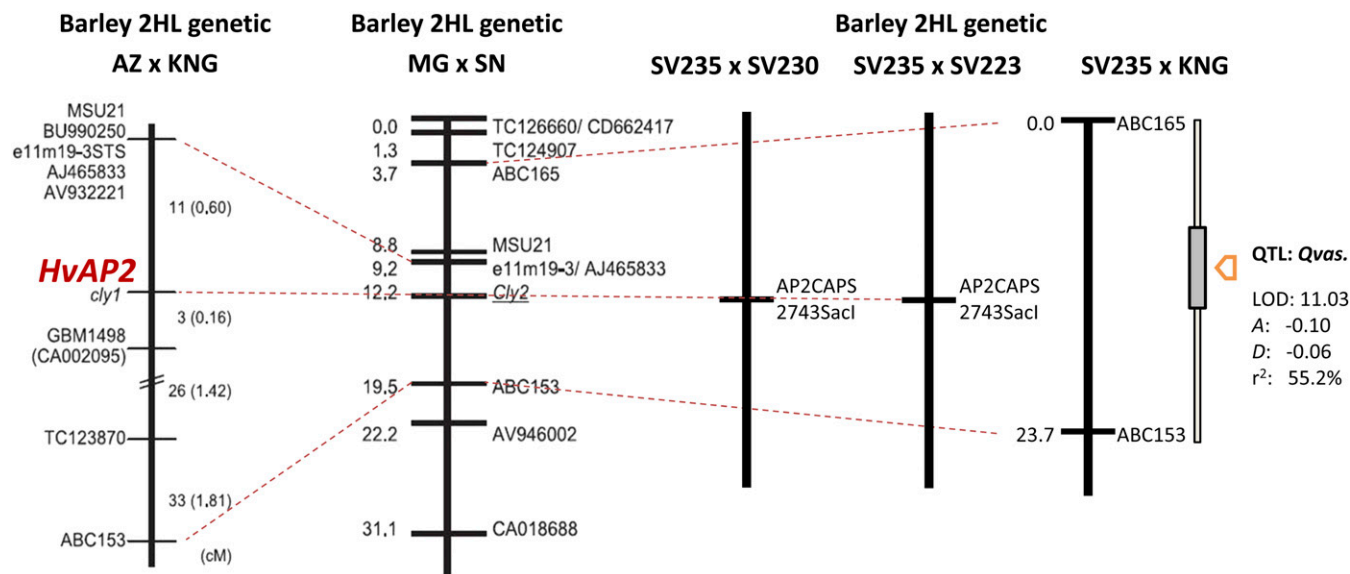 Barley 2HL genetic
AZ x KNG
MSU21
BU990250
e11m19-3STS
AJ465833
AV932221
11 (0.60)
HvAP2
cly1
3 (0.16)
GBM1498
(CA002095)
26 (1.42)
TC123870
33 (1.81)
ABC153
(cM)
Barley 2HL genetic
MG x SN
0.0
TC126660/ CD662417
1.3
TC124907
3.7
ABC165
8.8
MSU21
9.2
e11m19-3/ AJ465833
12.2
Cly2
19.5
ABC153
22.2
AV946002
31.1
CA018688
Barley 2HL genetic
SV235 x SV230
AP2CAPS
2743SacI
SV235 x SV223
AP2CAPS
2743SacI
SV235 x KNG
0.0
ABC165
23.7
ABC153
QTL: Qvas.
LOD: 11.03
A: -0.10
D: -0.06
r²: 55.2%